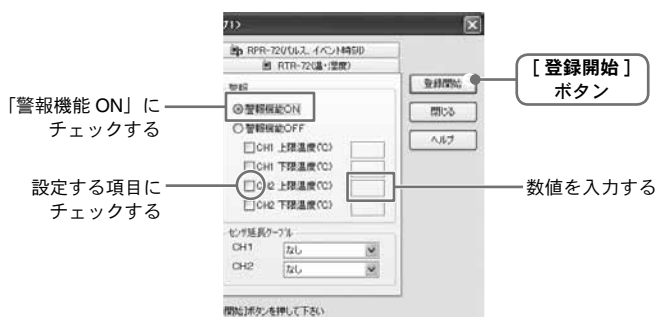 71>
RPR-72(パルス、イベント時刻)
RTR-72(温・湿度)
警報
警報機能ON
警報機能OFF
CH1 上限温度(℃)
CH1 下限温度(℃)
CH2 上限温度(℃)
CH2 下限温度(℃)
センサ延長ケーブル
CH1 なし
CH2 なし
開始]ボタンを押して下さい
登録開始
閉じる
ヘルプ
「警報機能 ON」に
チェックする
設定する項目に
チェックする
[ 登録開始 ]
ボタン
数値を入力する